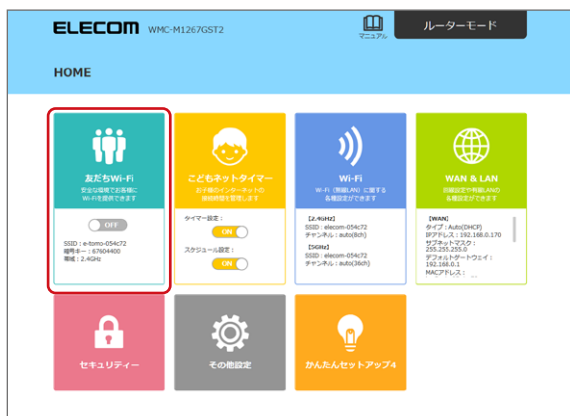 ELECOM WMC-M1267GST2
マニュアル
ルーターモード
HOME
友だちWi-Fi
安全な環境でお客様に
Wi-Fiを提供できます
OFF
SSID：e-tomo-054c72
暗号キー：67604400
帯域：2.4GHz
こどもネットタイマー
お子様のインターネットの
接続時間を管理します
タイマー設定：
ON
スケジュール設定：
ON
Wi-Fi
Wi-Fi（無線LAN）に関する
各種設定ができます
【2.4GHz】
SSID：elecom-054c72
チャンネル：auto(8ch)
【5GHz】
SSID：elecom-054c72
チャンネル：auto(36ch)
WAN & LAN
回線設定や有線LANの
各種設定ができます
【WAN】
タイプ：Auto(DHCP)
IPアドレス：192.168.0.170
サブネットマスク：
255.255.255.0
デフォルトゲートウェイ：
192.168.0.1
MACアドレス：
セキュリティー
その他設定
かんたんセットアップ4